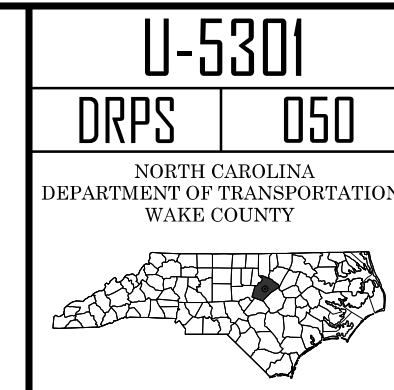 U-5301
DRPS 050
NORTH CAROLINA
DEPARTMENT OF TRANSPORTATION
WAKE COUNTY